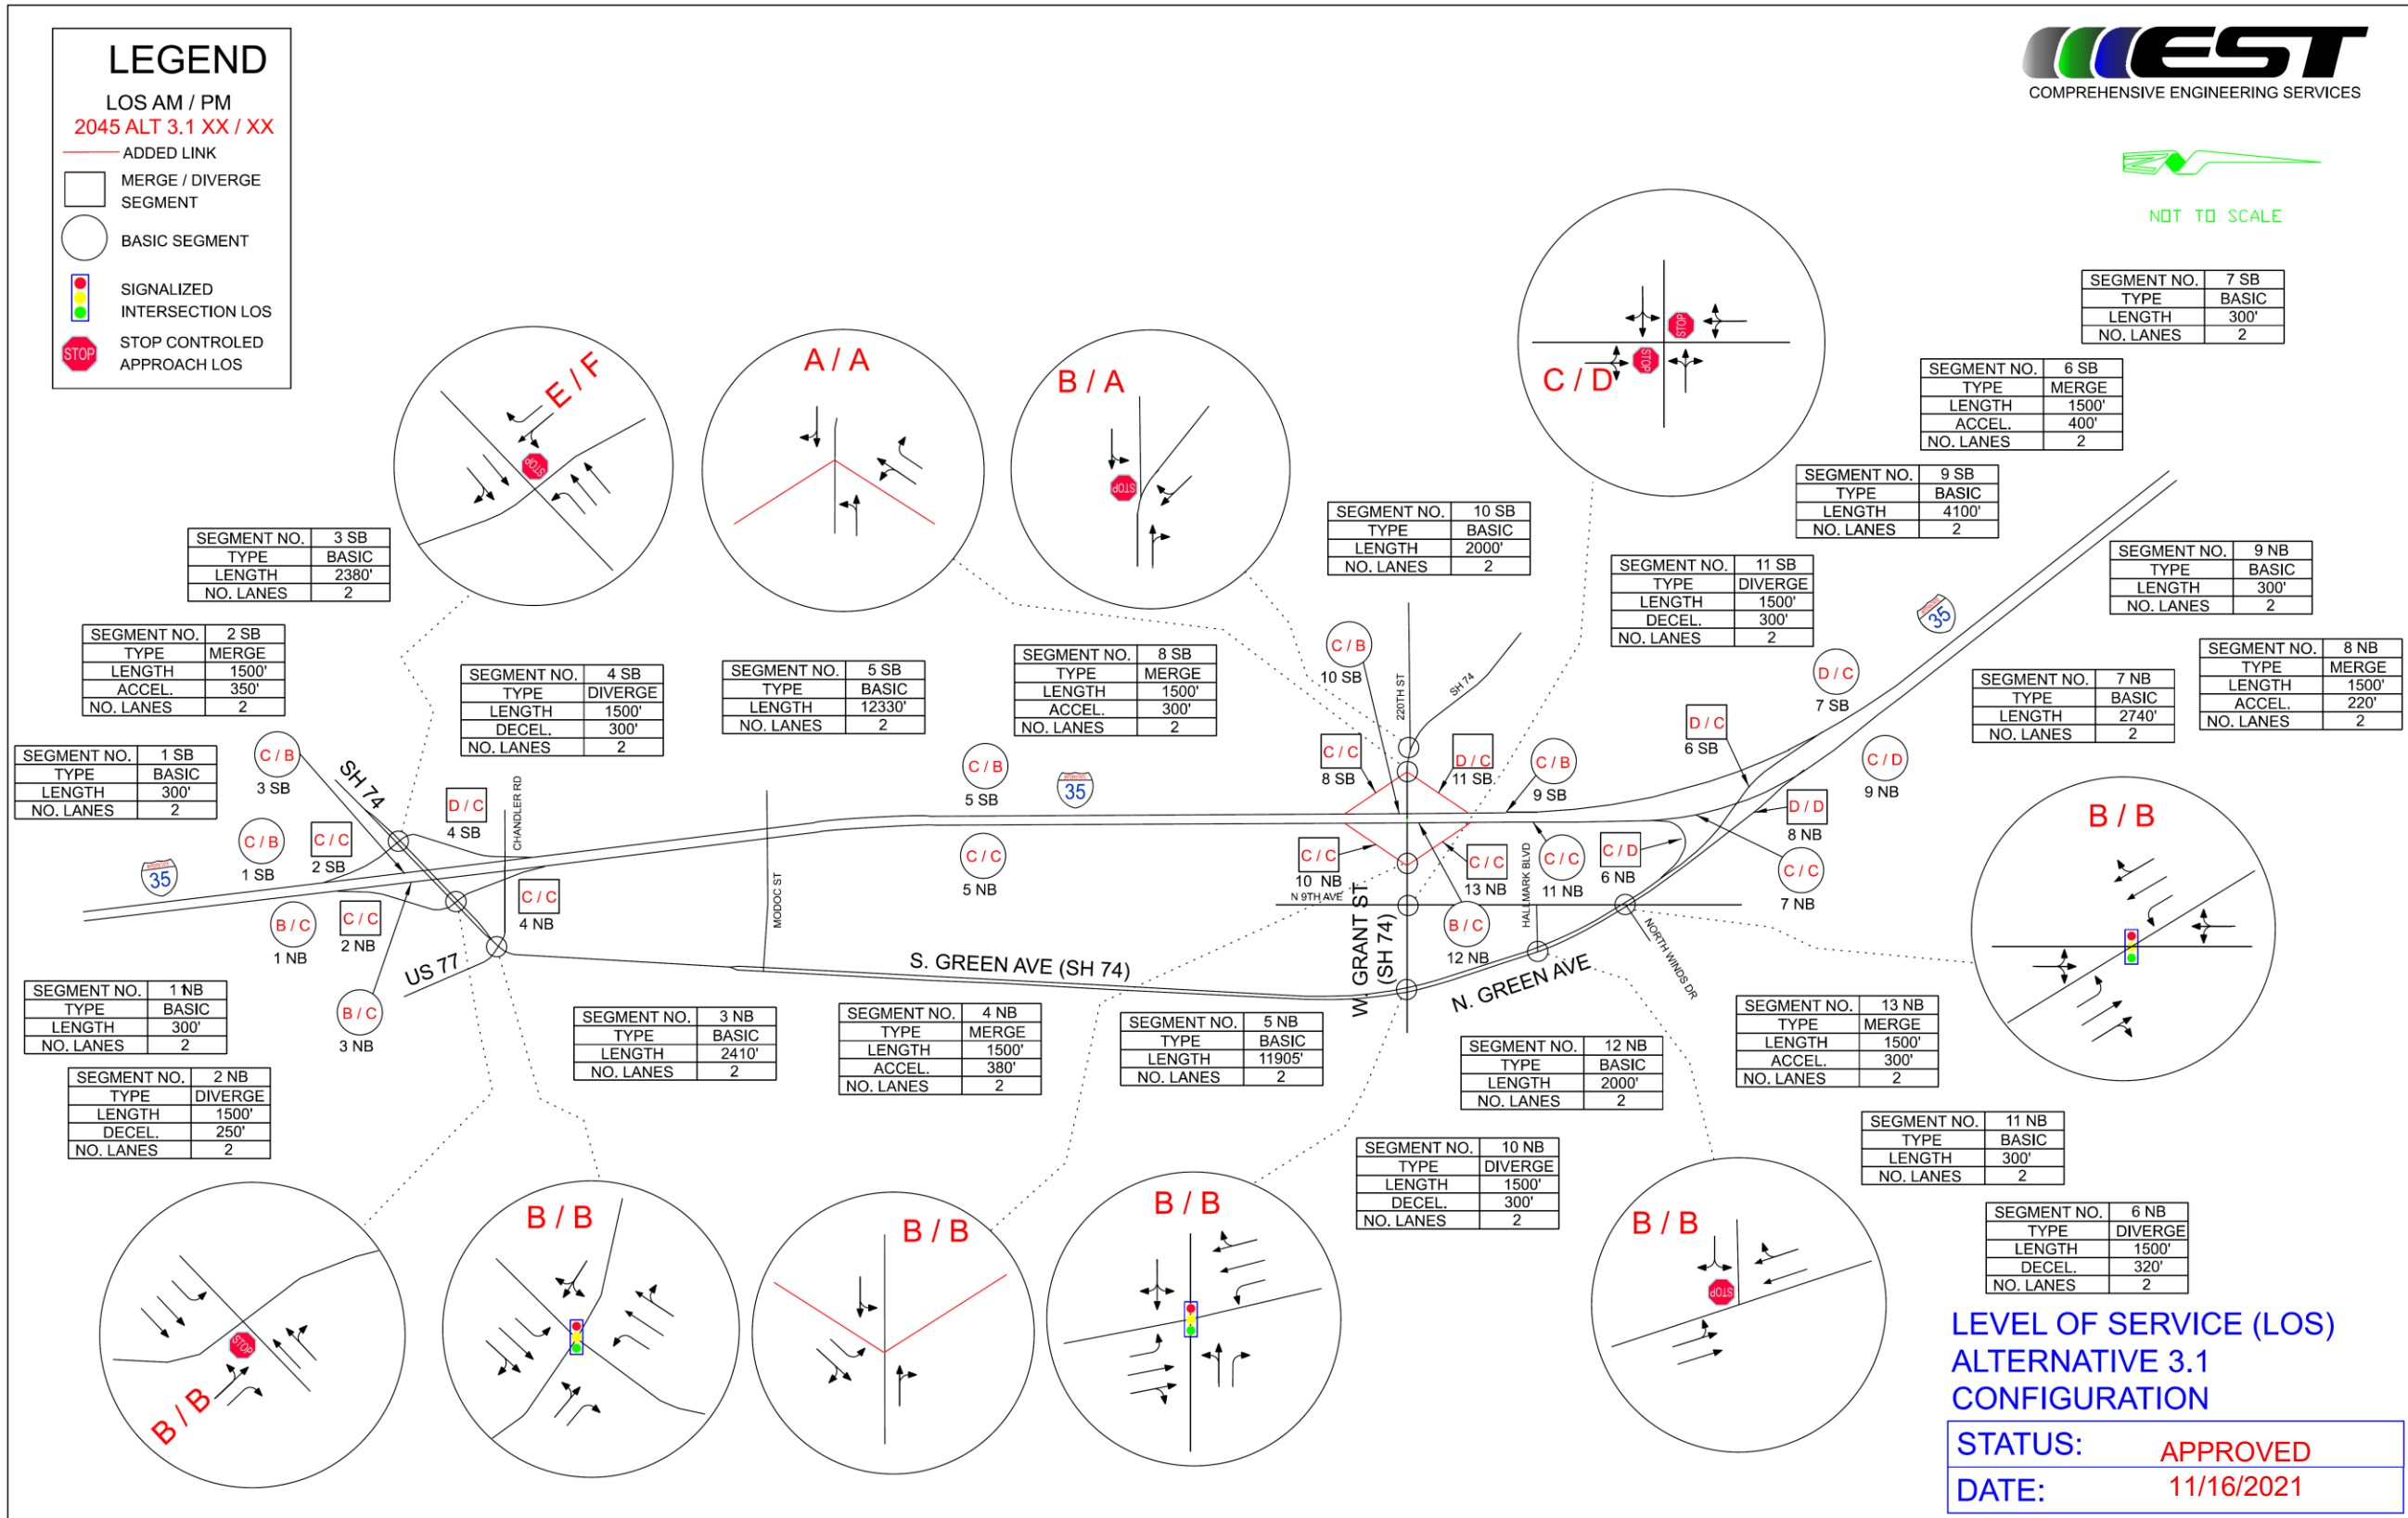 LEGEND
LOS AM / PM
2045 ALT 3.1 XX / XX
ADDED LINK
MERGE / DIVERGE
SEGMENT
BASIC SEGMENT
SIGNALIZED
INTERSECTION LOS
STOP
STOP CONTROLED
APPROACH LOS
EST
COMPREHENSIVE ENGINEERING SERVICES
NOT TO SCALE
E / F
STOP
A / A
B / A
STOP
C / D
STOP
STOP
SEGMENT NO. 7 SB
TYPE BASIC
LENGTH 300'
NO. LANES 2
SEGMENT NO. 6 SB
TYPE MERGE
LENGTH 1500'
ACCEL. 400'
NO. LANES 2
SEGMENT NO. 9 SB
TYPE BASIC
LENGTH 4100'
NO. LANES 2
SEGMENT NO. 10 SB
TYPE BASIC
LENGTH 2000'
NO. LANES 2
SEGMENT NO. 11 SB
TYPE DIVERGE
LENGTH 1500'
DECEL. 300'
NO. LANES 2
SEGMENT NO. 9 NB
TYPE BASIC
LENGTH 300'
NO. LANES 2
SEGMENT NO. 8 NB
TYPE MERGE
LENGTH 1500'
ACCEL. 220'
NO. LANES 2
SEGMENT NO. 7 NB
TYPE BASIC
LENGTH 2740'
NO. LANES 2
SEGMENT NO. 3 SB
TYPE BASIC
LENGTH 2380'
NO. LANES 2
SEGMENT NO. 2 SB
TYPE MERGE
LENGTH 1500'
ACCEL. 350'
NO. LANES 2
SEGMENT NO. 4 SB
TYPE DIVERGE
LENGTH 1500'
DECEL. 300'
NO. LANES 2
SEGMENT NO. 5 SB
TYPE BASIC
LENGTH 12330'
NO. LANES 2
SEGMENT NO. 8 SB
TYPE MERGE
LENGTH 1500'
ACCEL. 300'
NO. LANES 2
SEGMENT NO. 1 SB
TYPE BASIC
LENGTH 300'
NO. LANES 2
C / B
3 SB
SH 74
C / B
1 SB
C / C
2 SB
D / C
4 SB
CHANDLER RD
MODOC ST
C / B
5 SB
35
C / B
10 SB
220TH ST
SH 74
C / C
8 SB
D / C
11 SB
C / B
9 SB
D / C
6 SB
D / C
7 SB
35
C / D
9 NB
D / D
8 NB
C / C
7 NB
35
B / C
1 NB
C / C
2 NB
B / C
3 NB
C / C
4 NB
US 77
C / C
5 NB
C / C
10 NB
N 9TH AVE
C / C
13 NB
HALLMARK BLVD
C / C
11 NB
C / D
6 NB
B / C
12 NB
W. GRANT ST
(SH 74)
S. GREEN AVE (SH 74)
N. GREEN AVE
NORTH WINDS DR
B / B
SEGMENT NO. 1 NB
TYPE BASIC
LENGTH 300'
NO. LANES 2
SEGMENT NO. 2 NB
TYPE DIVERGE
LENGTH 1500'
DECEL. 250'
NO. LANES 2
SEGMENT NO. 3 NB
TYPE BASIC
LENGTH 2410'
NO. LANES 2
SEGMENT NO. 4 NB
TYPE MERGE
LENGTH 1500'
ACCEL. 380'
NO. LANES 2
SEGMENT NO. 5 NB
TYPE BASIC
LENGTH 11905'
NO. LANES 2
SEGMENT NO. 12 NB
TYPE BASIC
LENGTH 2000'
NO. LANES 2
SEGMENT NO. 13 NB
TYPE MERGE
LENGTH 1500'
ACCEL. 300'
NO. LANES 2
SEGMENT NO. 10 NB
TYPE DIVERGE
LENGTH 1500'
DECEL. 300'
NO. LANES 2
SEGMENT NO. 11 NB
TYPE BASIC
LENGTH 300'
NO. LANES 2
SEGMENT NO. 6 NB
TYPE DIVERGE
LENGTH 1500'
DECEL. 320'
NO. LANES 2
B / B
STOP
B / B
B / B
B / B
B / B
STOP
LEVEL OF SERVICE (LOS)
ALTERNATIVE 3.1
CONFIGURATION
STATUS: APPROVED
DATE: 11/16/2021